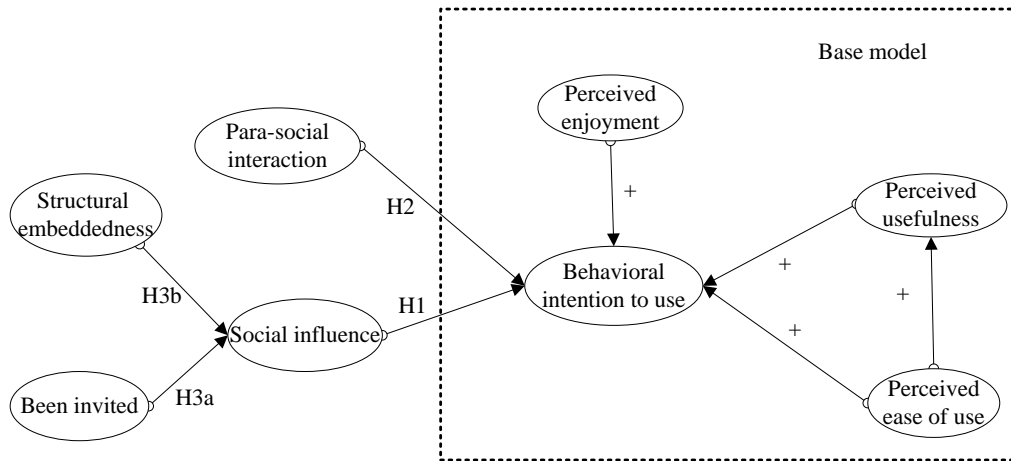 Base model
Perceived
enjoyment
Para-social
interaction
Structural
embeddedness
H2
+
Perceived
usefulness
Behavioral
intention to use
+
H3b
H1
+
+
Social influence
Been invited
H3a
Perceived
ease of use